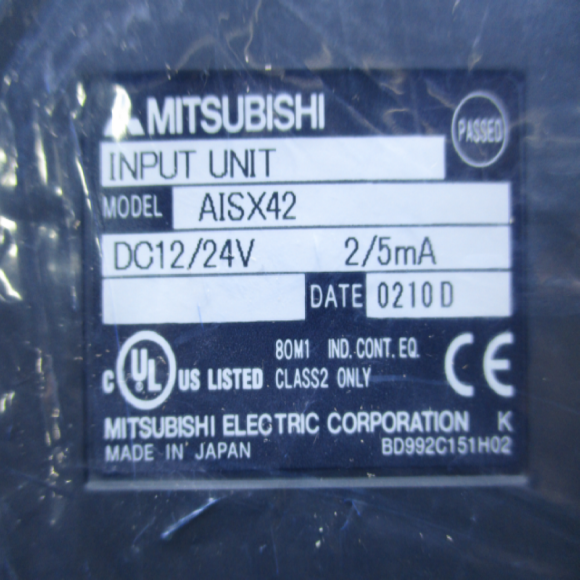 MITSUBISHI
PASSED
INPUT UNIT
MODEL AISX42
DC12/24V 2/5mA
DATE 0210D
80M1 IND. CONT. EQ.
C UL US LISTED CLASS2 ONLY
CE
MITSUBISHI ELECTRIC CORPORATION K
MADE IN JAPAN BD992C151H02